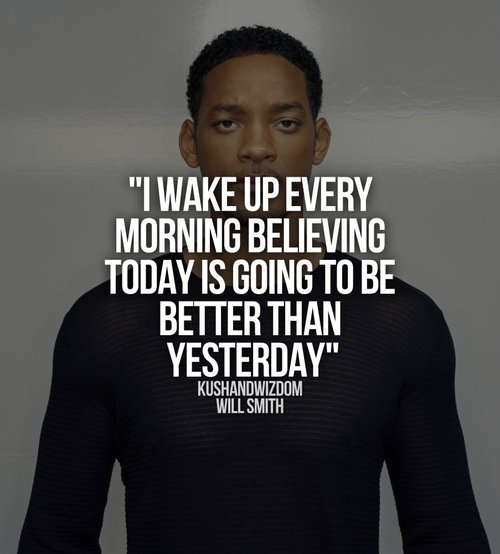 "I WAKE UP EVERY
MORNING BELIEVING
TODAY IS GOING TO BE
BETTER THAN
YESTERDAY"
KUSHANDWIZDOM
WILL SMITH